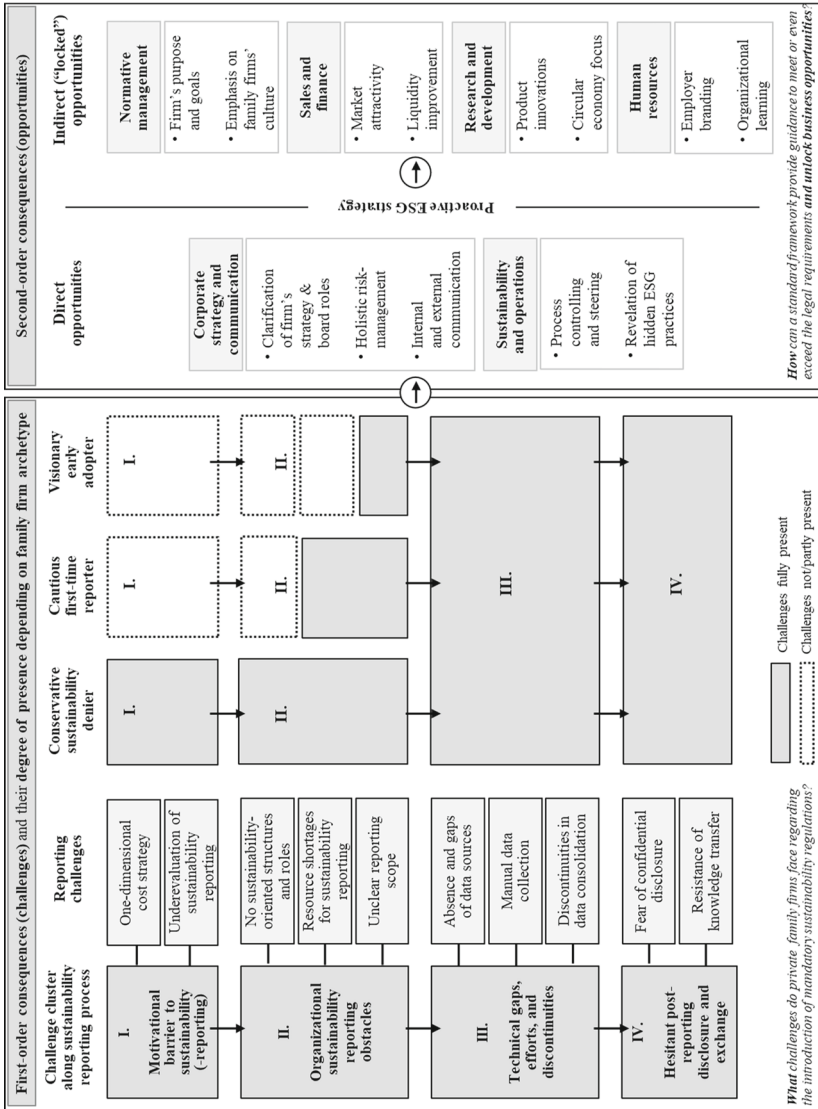 First-order consequences (challenges) and their degree of presence depending on family firm archetype
Challenge cluster
along sustainability
reporting process
Reporting
challenges
Conservative
sustainability
denier
Cautious
first-time
reporter
Visionary
early
adopter
I.
Motivational
barrier to
sustainability
(-reporting)
One-dimensional
cost strategy
Underevaluation of
sustainability
reporting
I.
I.
I.
II.
Organizational
sustainability
reporting
obstacles
No sustainability-
oriented structures
and roles
Resource shortages
for sustainability
reporting
Unclear reporting
scope
II.
II.
II.
III.
Technical gaps,
efforts, and
discontinuities
Absence and gaps
of data sources
Manual data
collection
Discontinuities in
data consolidation
III.
IV.
Hesitant post-
reporting
disclosure and
exchange
Fear of confidential
disclosure
Resistance of
knowledge transfer
IV.
What challenges do private family firms face regarding
the introduction of mandatory sustainability regulations?
Challenges fully present
Challenges not/partly present
Second-order consequences (opportunities)
Direct
opportunities
Corporate
strategy and
communication
• Clarification
of firm's
strategy &
board roles
• Holistic risk-
management
• Internal
and external
communication
Sustainability
and operations
• Process
controlling
and steering
• Revelation of
hidden ESG
practices
Proactive ESG strategy
Indirect ("locked")
opportunities
Normative
management
• Firm's purpose
and goals
• Emphasis on
family firms'
culture
Sales and
finance
• Market
attractivity
• Liquidity
improvement
Research and
development
• Product
innovations
• Circular
economy focus
Human
resources
• Employer
branding
• Organizational
learning
How can a standard framework provide guidance to meet or even
exceed the legal requirements and unlock business opportunities?